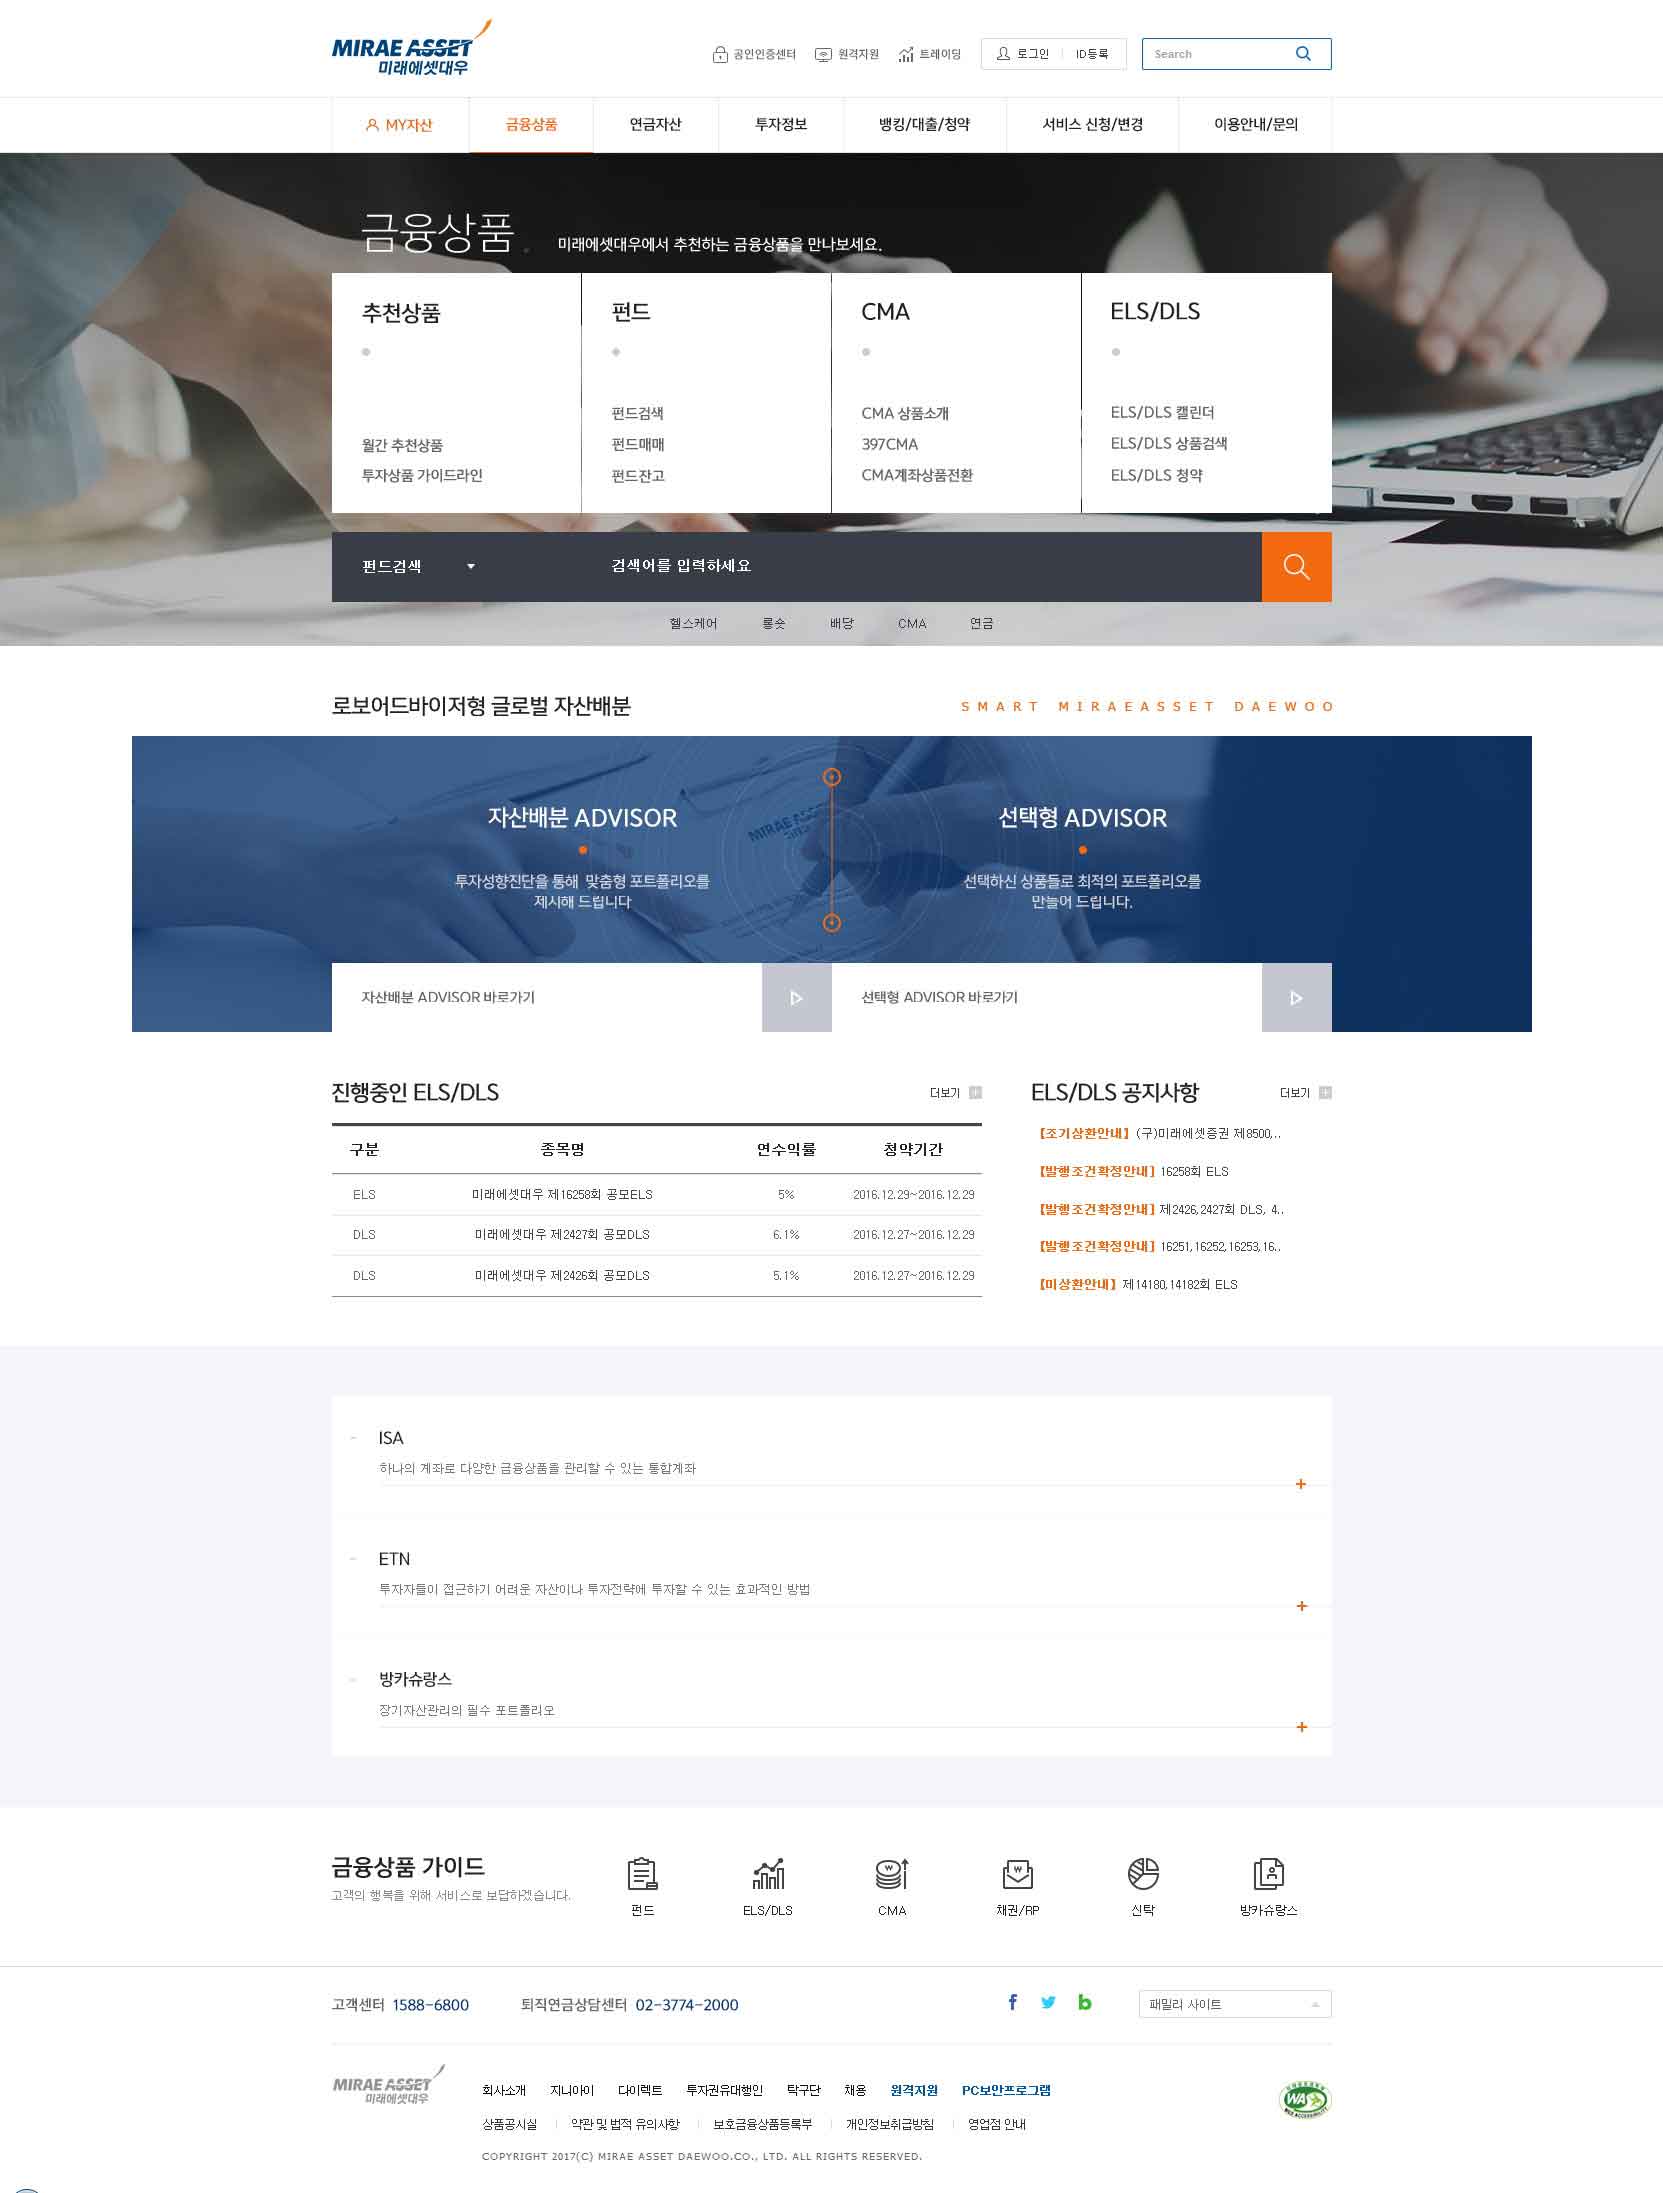 MIRAE ASSET
미래에셋대우
공인인증센터 원격지원 트레이딩 로그인 ID등록 Search
MY자산 금융상품 연금자산 투자정보 뱅킹/대출/청약 서비스 신청/변경 이용안내/문의
금융상품 미래에셋대우에서 추천하는 금융상품을 만나보세요.
추천상품
월간 추천상품
투자상품 가이드라인
펀드
펀드검색
펀드매매
펀드잔고
CMA
CMA 상품소개
397CMA
CMA계좌상품전환
ELS/DLS
ELS/DLS 캘린더
ELS/DLS 상품검색
ELS/DLS 청약
펀드검색 검색어를 입력하세요
헬스케어 롱숏 배당 CMA 연금
로보어드바이저형 글로벌 자산배분
SMART MIRAEASSET DAEWOO
MIRAE ASSET
자산배분 ADVISOR
투자성향진단을 통해 맞춤형 포트폴리오를
제시해 드립니다
선택형 ADVISOR
선택하신 상품들로 최적의 포트폴리오를
만들어 드립니다.
자산배분 ADVISOR 바로가기
선택형 ADVISOR 바로가기
진행중인 ELS/DLS 더보기
구분 종목명 연수익률 청약기간
ELS 미래에셋대우 제16258회 공모ELS 5% 2016.12.29~2016.12.29
DLS 미래에셋대우 제2427회 공모DLS 6.1% 2016.12.27~2016.12.29
DLS 미래에셋대우 제2426회 공모DLS 5.1% 2016.12.27~2016.12.29
ELS/DLS 공지사항 더보기
[조기상환안내] (구)미래에셋증권 제8500,..
[발행조건확정안내] 16258회 ELS
[발행조건확정안내] 제2426,2427회 DLS, 4..
[발행조건확정안내] 16251,16252,16253,16..
[미상환안내] 제14180,14182회 ELS
ISA
하나의 계좌로 다양한 금융상품을 관리할 수 있는 통합계좌
ETN
투자자들이 접근하기 어려운 자산이나 투자전략에 투자할 수 있는 효과적인 방법
방카슈랑스
장기자산관리의 필수 포트폴리오
금융상품 가이드
고객의 행복을 위해 서비스로 보답하겠습니다.
펀드 ELS/DLS CMA 채권/RP 신탁 방카슈랑스
고객센터 1588-6800 퇴직연금상담센터 02-3774-2000
패밀리 사이트
MIRAE ASSET
미래에셋대우
회사소개 지니아이 다이렉트 투자권유대행인 탁구단 채용 원격지원 PC보안프로그램
상품공시실 약관 및 법적 유의사항 보호금융상품등록부 개인정보취급방침 영업점 안내
COPYRIGHT 2017(C) MIRAE ASSET DAEWOO.CO., LTD. ALL RIGHTS RESERVED.
WA
WEB ACCESSIBILITY